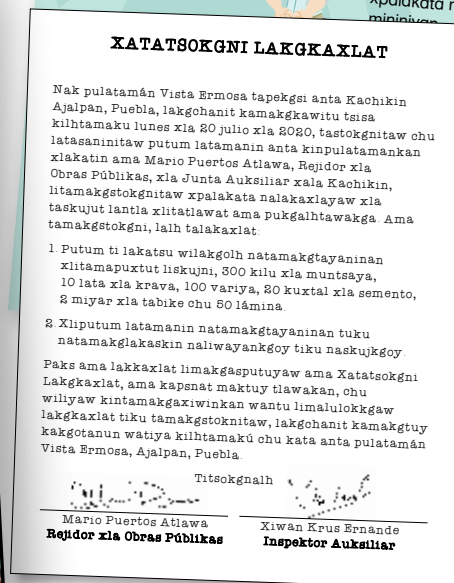 xpalakata
mininiyan
XATATSOKGNI LAKGKAXLAT
Nak pulatamán Vista Ermosa tapekgsi anta Kachikin
Ajalpan, Puebla, lakgchanit kamakgkawitu tsisa
kilhtamaku lunes xla 20 julio xla 2020, tastokgnitaw chu
latasaninitaw putum latamanin anta kinpulatamankan
xlakatin ama Mario Puertos Atlawa, Rejidor xla
Obras Públikas, xla Junta Auksiliar xala Kachikin,
litamakgstokgnitaw xpalakata nalakaxlayaw xla
taskujut lantla xlitatlawat ama pukgalhtawakga. Ama
tamakgstokgni, lalh talakaxlat:
1. Putum ti lakatsu wilakgolh natamakgtayaninan
xlitamapuxtut liskujni, 300 kilu xla muntsaya,
10 lata xla krava, 100 variya, 20 kuxtal xla semento,
2 miyar xla tabike chu 50 lámina.
2. Xliputum latamanin natamakgtayaninan tuku
natamakglakaskin naliwayankgoy tiku naskujkgoy.
Paks ama lakkaxlat limakgasputuyaw ama Xatatsokgni
Lakgkaxlat, ama kapsnat maktuy tlawakan, chu
wiliyaw kintamakgaxiwinkan wantu limalulokkgaw
lakgkaxlat tiku tamakgstoknitaw, lakgchanit kamakgtuy
kakgotanun watiya kilhtamakú chu kata anta pulatamán
Vista Ermosa, Ajalpan, Puebla.
Titsokgnalh
Mario Puertos Atlawa
Rejidor xla Obras Públikas
Xiwan Krus Ernande
Inspektor Auksiliar